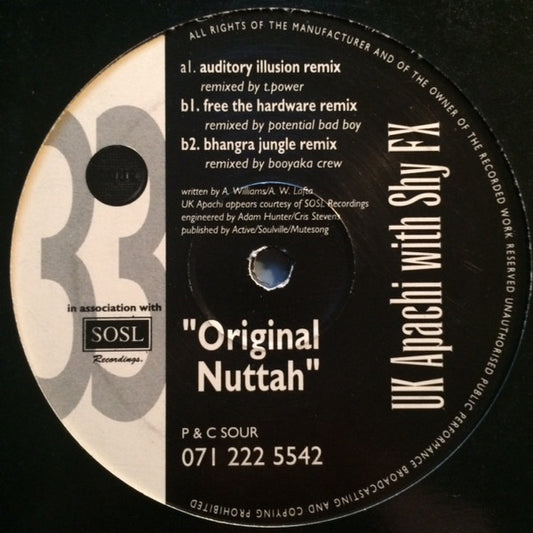 ALL RIGHTS OF THE MANUFACTURER AND OF THE OWNER OF THE RECORDED WORK RESERVED UNAUTHORISED PUBLIC PERFORMANCE BROADCASTING AND COPYING PROHIBITED
a1. auditory illusion remix
remixed by t.power
b1. free the hardware remix
remixed by potential bad boy
b2. bhangra jungle remix
remixed by booyaka crew
written by A. Williams/A. W. Lafta
UK Apachi appears courtesy of SOSL Recordings
engineered by Adam Hunter/Cris Stevens
published by Active/Soulville/Mutesong
33
in association with
SOSL
Recordings.
"Original
Nuttah"
UK Apachi with Shy FX
P & C SOUR
071 222 5542